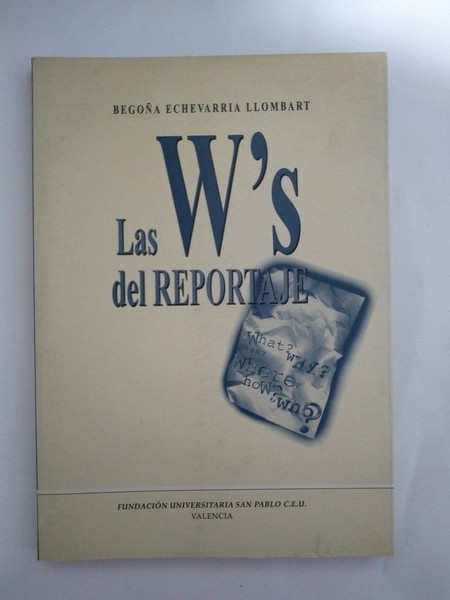 BEGOÑA ECHEVARRIA LLOMBART
Las W's
del REPORTAJE
What?
WHY?
Where
hoW?
¿Who?
FUNDACIÓN UNIVERSITARIA SAN PABLO C.E.U.
VALENCIA